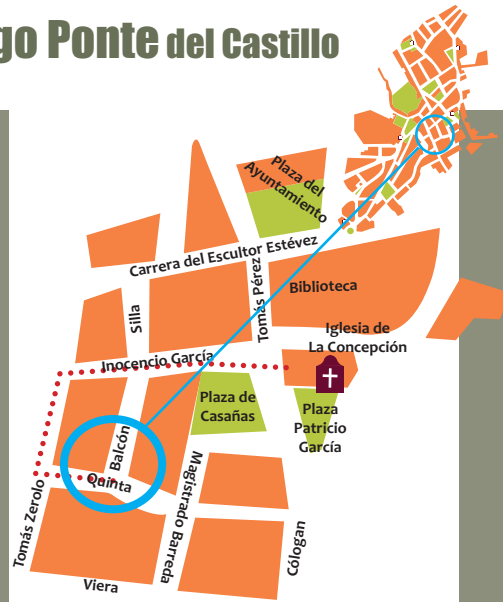 go Ponte del Castillo
Plaza del
Ayuntamiento
Carrera del Escultor Estévez
Tomás Pérez
Biblioteca
Silla
Iglesia de
La Concepción
Inocencio García
Plaza de
Casañas
Plaza
Patricio
García
Balcón
Quinta
Magistrado Barreda
Tomás Zerolo
Cólogan
Viera